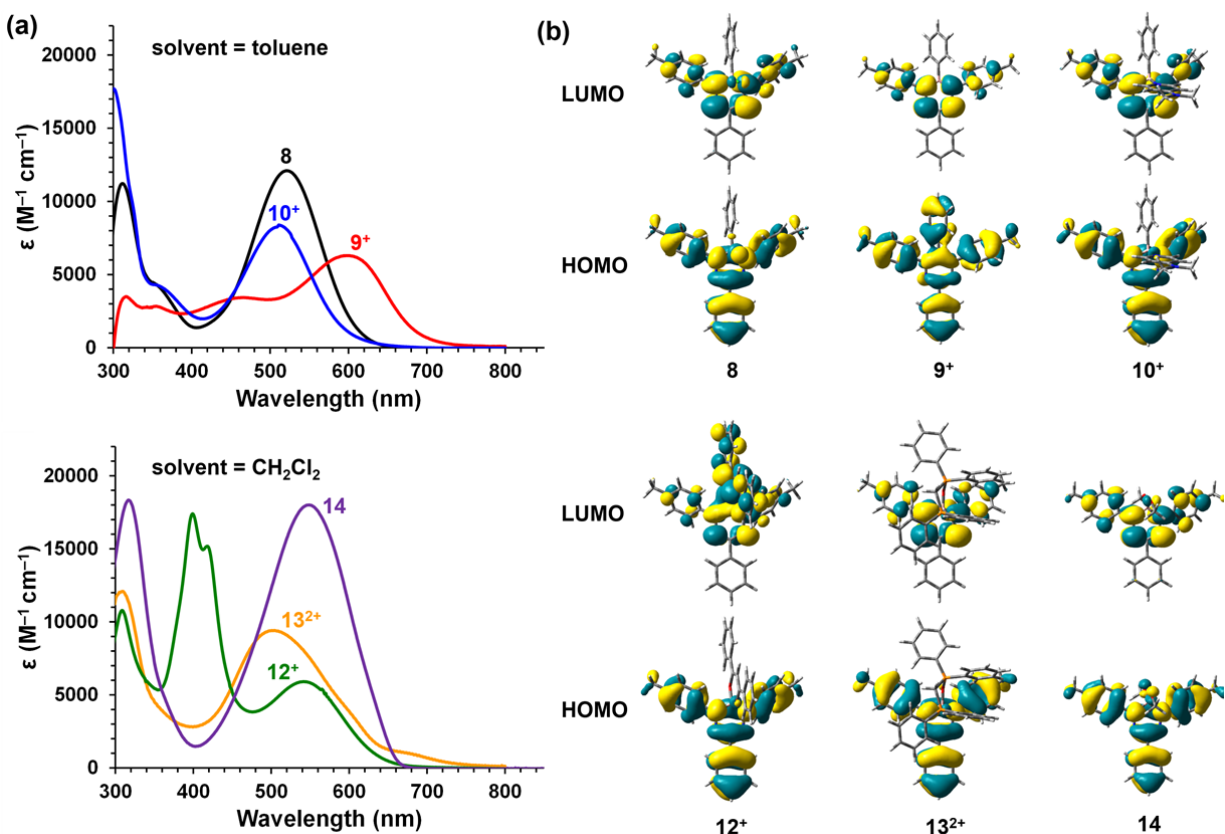 (a)
solvent = toluene
ε (M⁻¹ cm⁻¹)
20000
15000
10000
5000
0
300 400 500 600 700 800
Wavelength (nm)
8
10⁺
9⁺
solvent = CH₂Cl₂
ε (M⁻¹ cm⁻¹)
20000
15000
10000
5000
0
300 400 500 600 700 800
Wavelength (nm)
14
13²⁺
12⁺
(b)
LUMO
HOMO
8 9⁺ 10⁺
LUMO
HOMO
12⁺ 13²⁺ 14